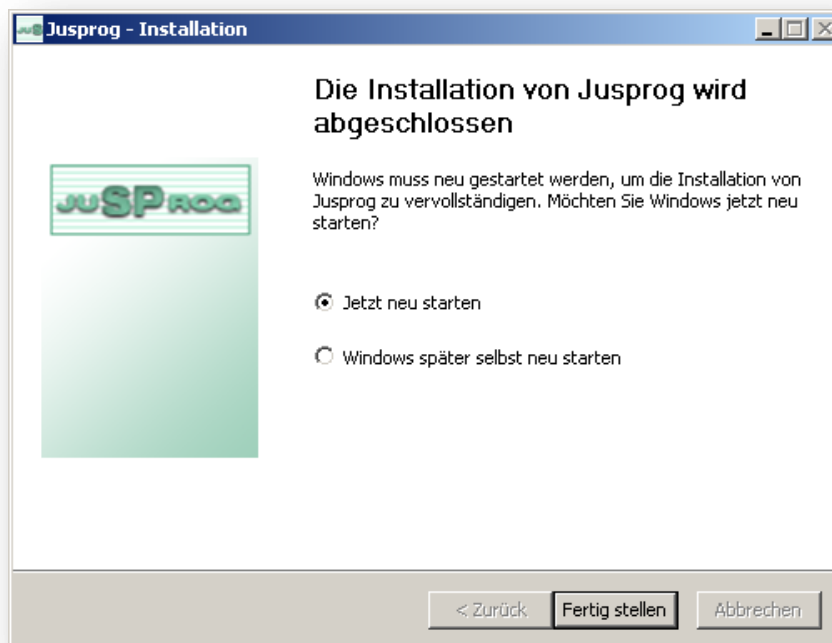 Jusprog - Installation
Die Installation von Jusprog wird
abgeschlossen
JUSPROG
Windows muss neu gestartet werden, um die Installation von
Jusprog zu vervollständigen. Möchten Sie Windows jetzt neu
starten?
Jetzt neu starten
Windows später selbst neu starten
< Zurück
Fertig stellen
Abbrechen